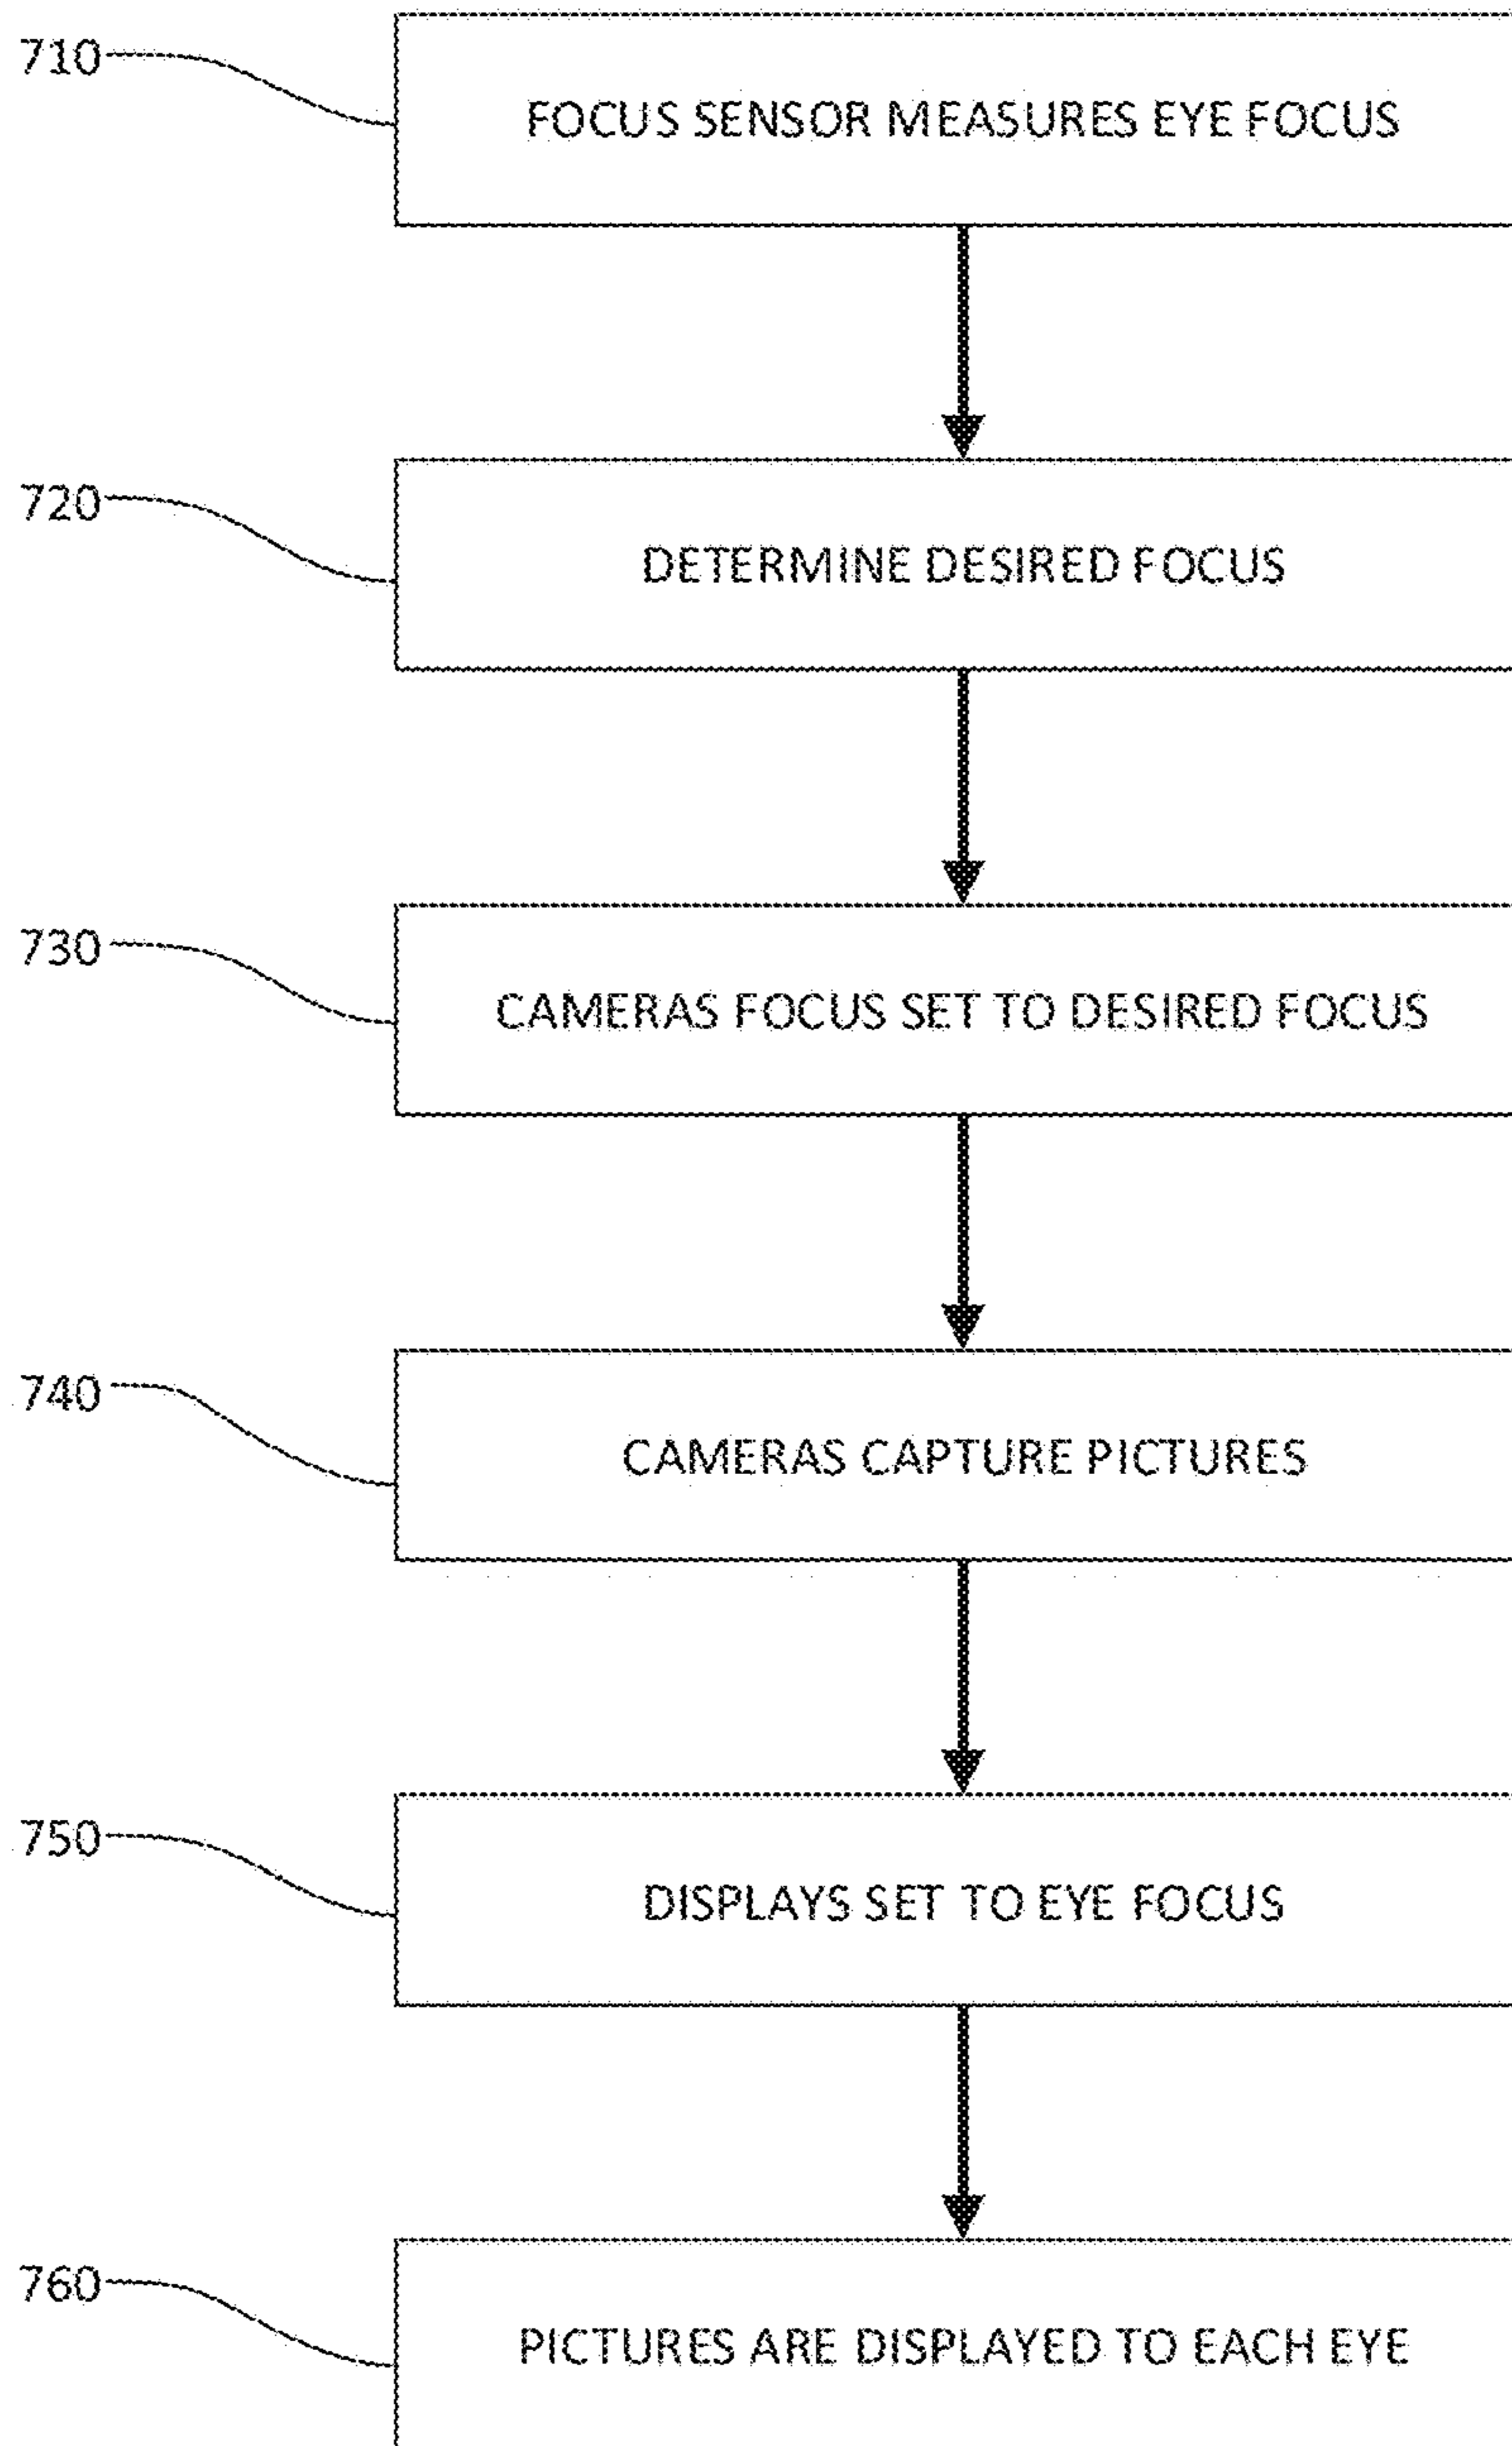 710
FOCUS SENSOR MEASURES EYE FOCUS
720
DETERMINE DESIRED FOCUS
730
CAMERAS FOCUS SET TO DESIRED FOCUS
740
CAMERAS CAPTURE PICTURES
750
DISPLAYS SET TO EYE FOCUS
760
PICTURES ARE DISPLAYED TO EACH EYE